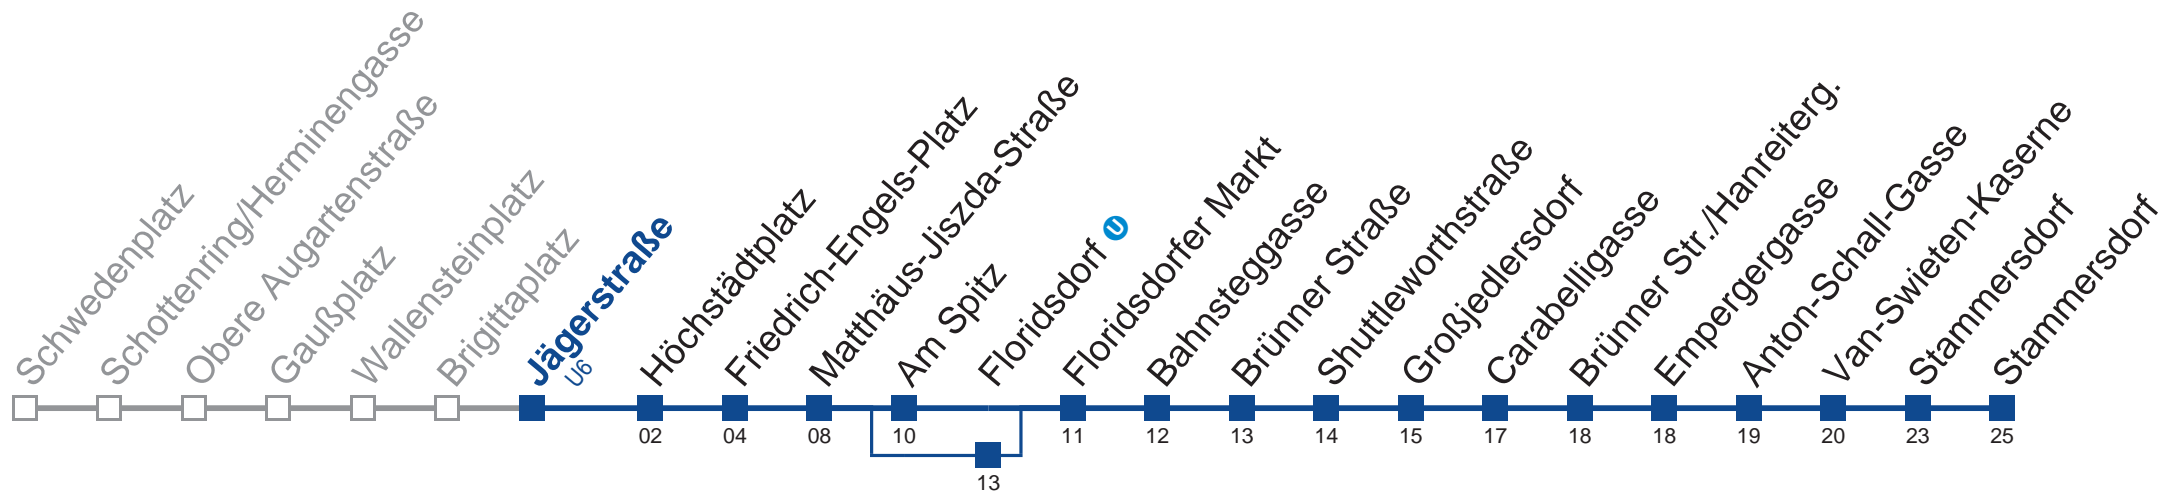 Schwedenplatz
Schottenring/Herminengasse
Obere Augartenstraße
Gaußplatz
Wallensteinplatz
Brigittaplatz
Jägerstraße
U6
Höchstädtplatz
Friedrich-Engels-Platz
Matthäus-Jiszda-Straße
Am Spitz
Floridsdorf U
Floridsdorfer Markt
Bahnsteggasse
Brünner Straße
Shuttleworthstraße
Großjedlersdorf
Carabelligasse
Brünner Str./Hanreiterg.
Empergergasse
Anton-Schall-Gasse
Van-Swieten-Kaserne
Stammersdorf
Stammersdorf
02 04 08 10 11 12 13 14 15 17 18 18 19 20 23 25
13